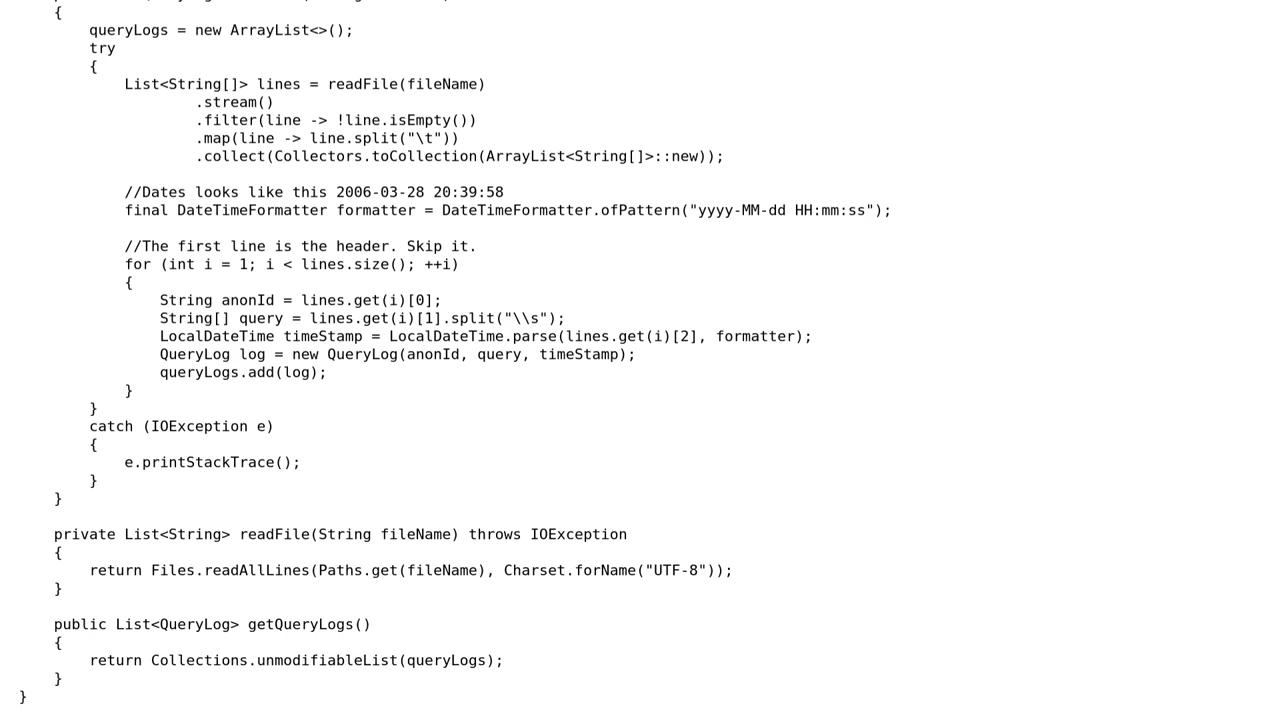 {
queryLogs = new ArrayList<>();
try
{
List<String[]> lines = readFile(fileName)
.stream()
.filter(line -> !line.isEmpty())
.map(line -> line.split("\t"))
.collect(Collectors.toCollection(ArrayList<String[]>::new));
//Dates looks like this 2006-03-28 20:39:58
final DateTimeFormatter formatter = DateTimeFormatter.ofPattern("yyyy-MM-dd HH:mm:ss");
//The first line is the header. Skip it.
for (int i = 1; i < lines.size(); ++i)
{
String anonId = lines.get(i)[0];
String[] query = lines.get(i)[1].split("\\s");
LocalDateTime timeStamp = LocalDateTime.parse(lines.get(i)[2], formatter);
QueryLog log = new QueryLog(anonId, query, timeStamp);
queryLogs.add(log);
}
}
catch (IOException e)
{
e.printStackTrace();
}
}
private List<String> readFile(String fileName) throws IOException
{
return Files.readAllLines(Paths.get(fileName), Charset.forName("UTF-8"));
}
public List<QueryLog> getQueryLogs()
{
return Collections.unmodifiableList(queryLogs);
}
}